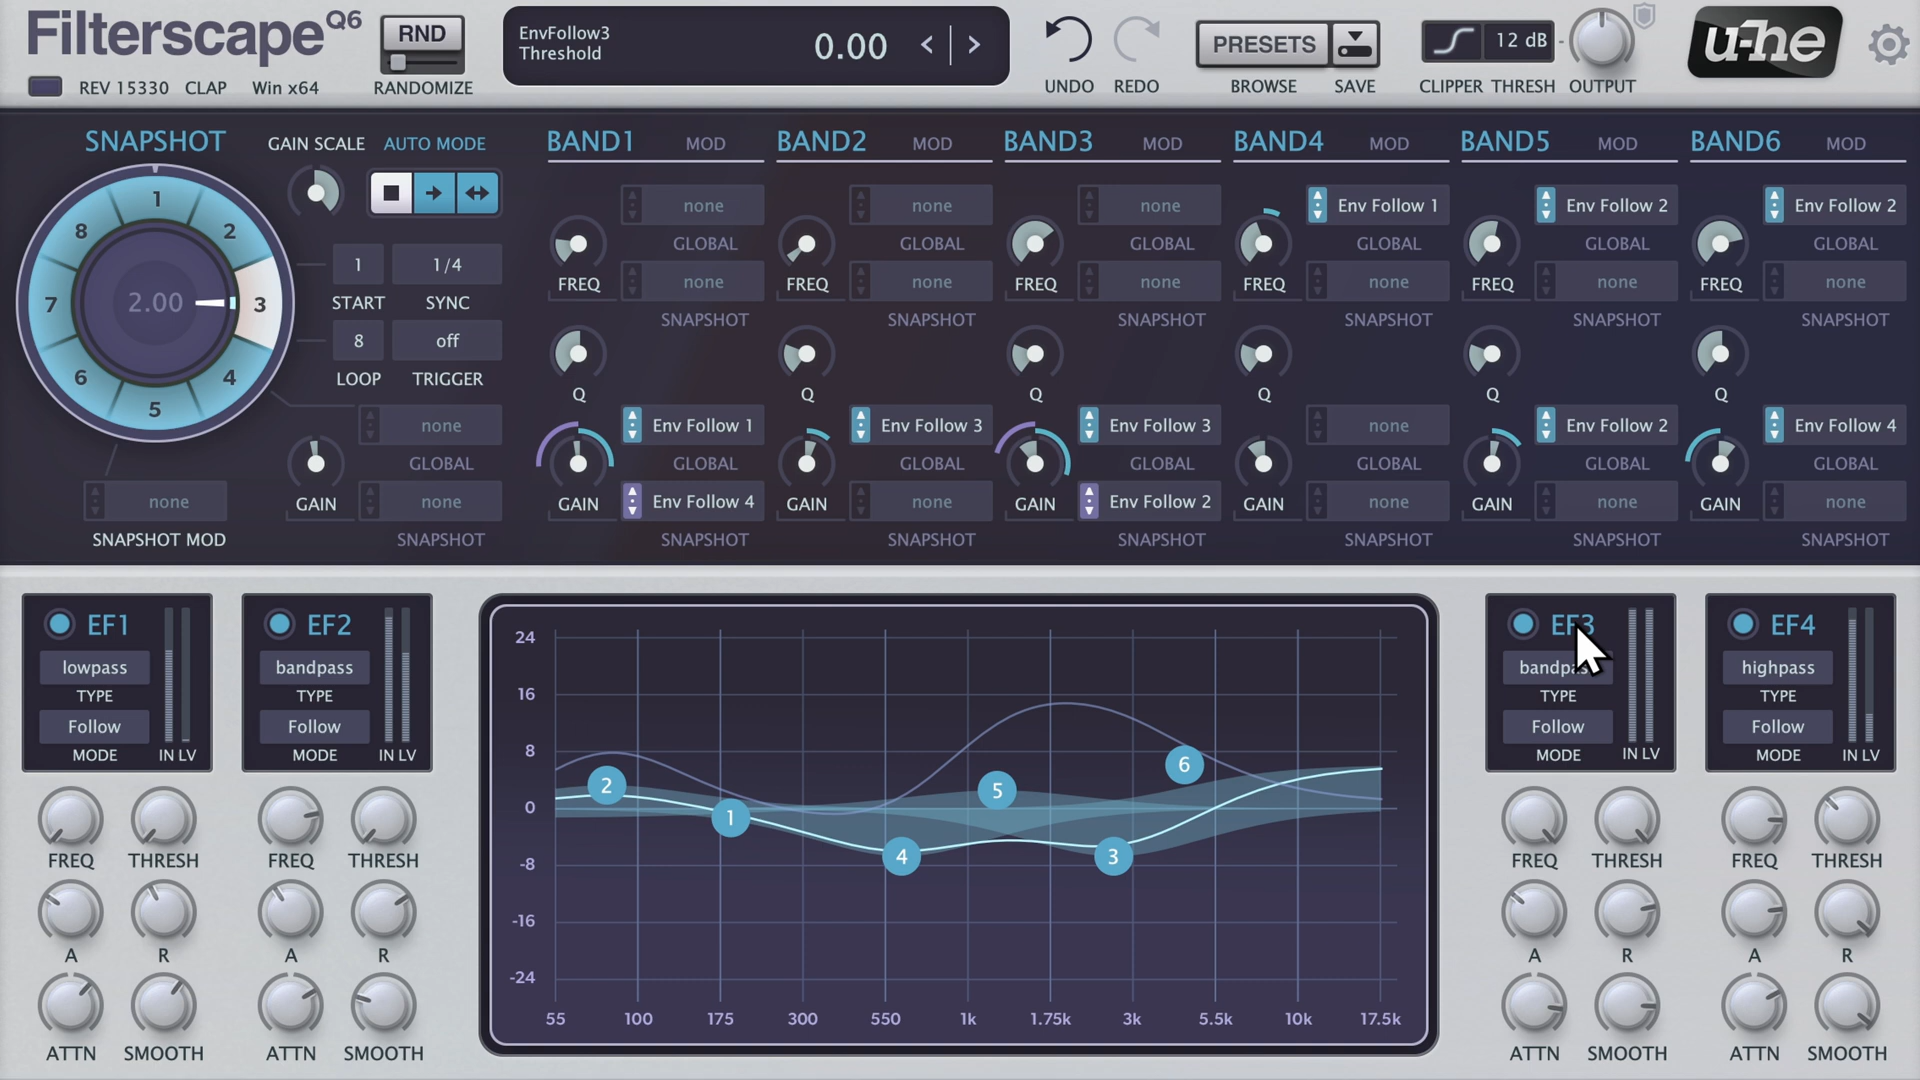 Filterscape Q6
REV 15330 CLAP Win x64
RND
RANDOMIZE
EnvFollow3
Threshold
0.00
UNDO REDO
PRESETS
BROWSE SAVE
12 dB
CLIPPER THRESH OUTPUT
u-he
SNAPSHOT
1
2
3
4
5
6
7
8
2.00
none
SNAPSHOT MOD
GAIN SCALE AUTO MODE
1 1/4
START SYNC
8 off
LOOP TRIGGER
none
GLOBAL
GAIN
none
SNAPSHOT
BAND1 MOD
none
GLOBAL
FREQ
none
SNAPSHOT
Q
Env Follow 1
GLOBAL
GAIN
Env Follow 4
SNAPSHOT
BAND2 MOD
none
GLOBAL
FREQ
none
SNAPSHOT
Q
Env Follow 3
GLOBAL
GAIN
none
SNAPSHOT
BAND3 MOD
none
GLOBAL
FREQ
none
SNAPSHOT
Q
Env Follow 3
GLOBAL
GAIN
Env Follow 2
SNAPSHOT
BAND4 MOD
Env Follow 1
GLOBAL
FREQ
none
SNAPSHOT
Q
none
GLOBAL
GAIN
none
SNAPSHOT
BAND5 MOD
Env Follow 2
GLOBAL
FREQ
none
SNAPSHOT
Q
Env Follow 2
GLOBAL
GAIN
none
SNAPSHOT
BAND6 MOD
Env Follow 2
GLOBAL
FREQ
none
SNAPSHOT
Q
Env Follow 4
GLOBAL
GAIN
none
SNAPSHOT
EF1
lowpass
TYPE
Follow
MODE IN LV
FREQ THRESH
A R
ATTN SMOOTH
EF2
bandpass
TYPE
Follow
MODE IN LV
FREQ THRESH
A R
ATTN SMOOTH
24
16
8
0
-8
-16
-24
2
1
4
5
3
6
55 100 175 300 550 1k 1.75k 3k 5.5k 10k 17.5k
EF3
TYPE
Follow
MODE IN LV
FREQ THRESH
A R
ATTN SMOOTH
EF4
highpass
TYPE
Follow
MODE IN LV
FREQ THRESH
A R
ATTN SMOOTH